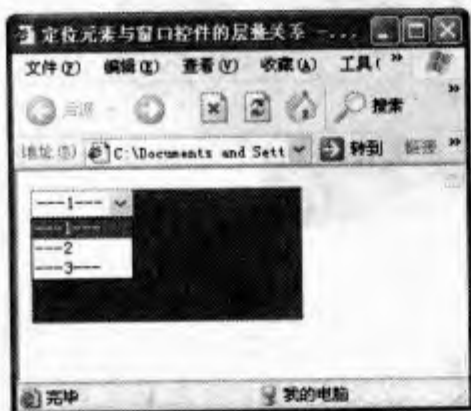 定位元素与窗口控件的层叠关系 -...
文件(F) 编辑(E) 查看(V) 收藏(A) 工具( »
后退 搜索 »
地址(D) C:\Documents and Sett 转到 链接 »
---1---
---1---
---2
---3---
完毕 我的电脑